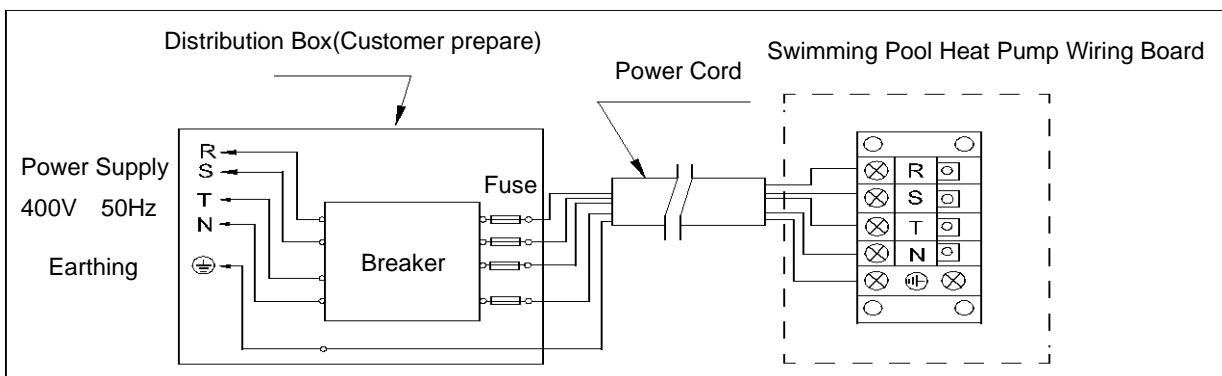 Distribution Box(Customer prepare)
Power Cord
Swimming Pool Heat Pump Wiring Board
Power Supply
400V 50Hz
Earthing
R
S
T
N
Fuse
Breaker
R
S
T
N